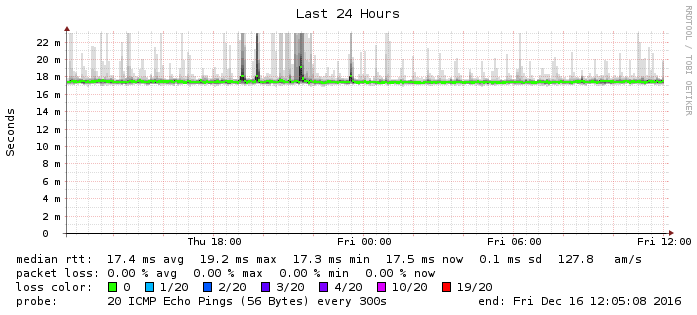 Last 24 Hours
RRDTOOL / TOBI OETIKER
Seconds
22 m
20 m
18 m
16 m
14 m
12 m
10 m
8 m
6 m
4 m
2 m
0
Thu 18:00 Fri 00:00 Fri 06:00 Fri 12:00
median rtt: 17.4 ms avg 19.2 ms max 17.3 ms min 17.5 ms now 0.1 ms sd 127.8 am/s
packet loss: 0.00 % avg 0.00 % max 0.00 % min 0.00 % now
loss color: 0 1/20 2/20 3/20 4/20 10/20 19/20
probe: 20 ICMP Echo Pings (56 Bytes) every 300s end: Fri Dec 16 12:05:08 2016